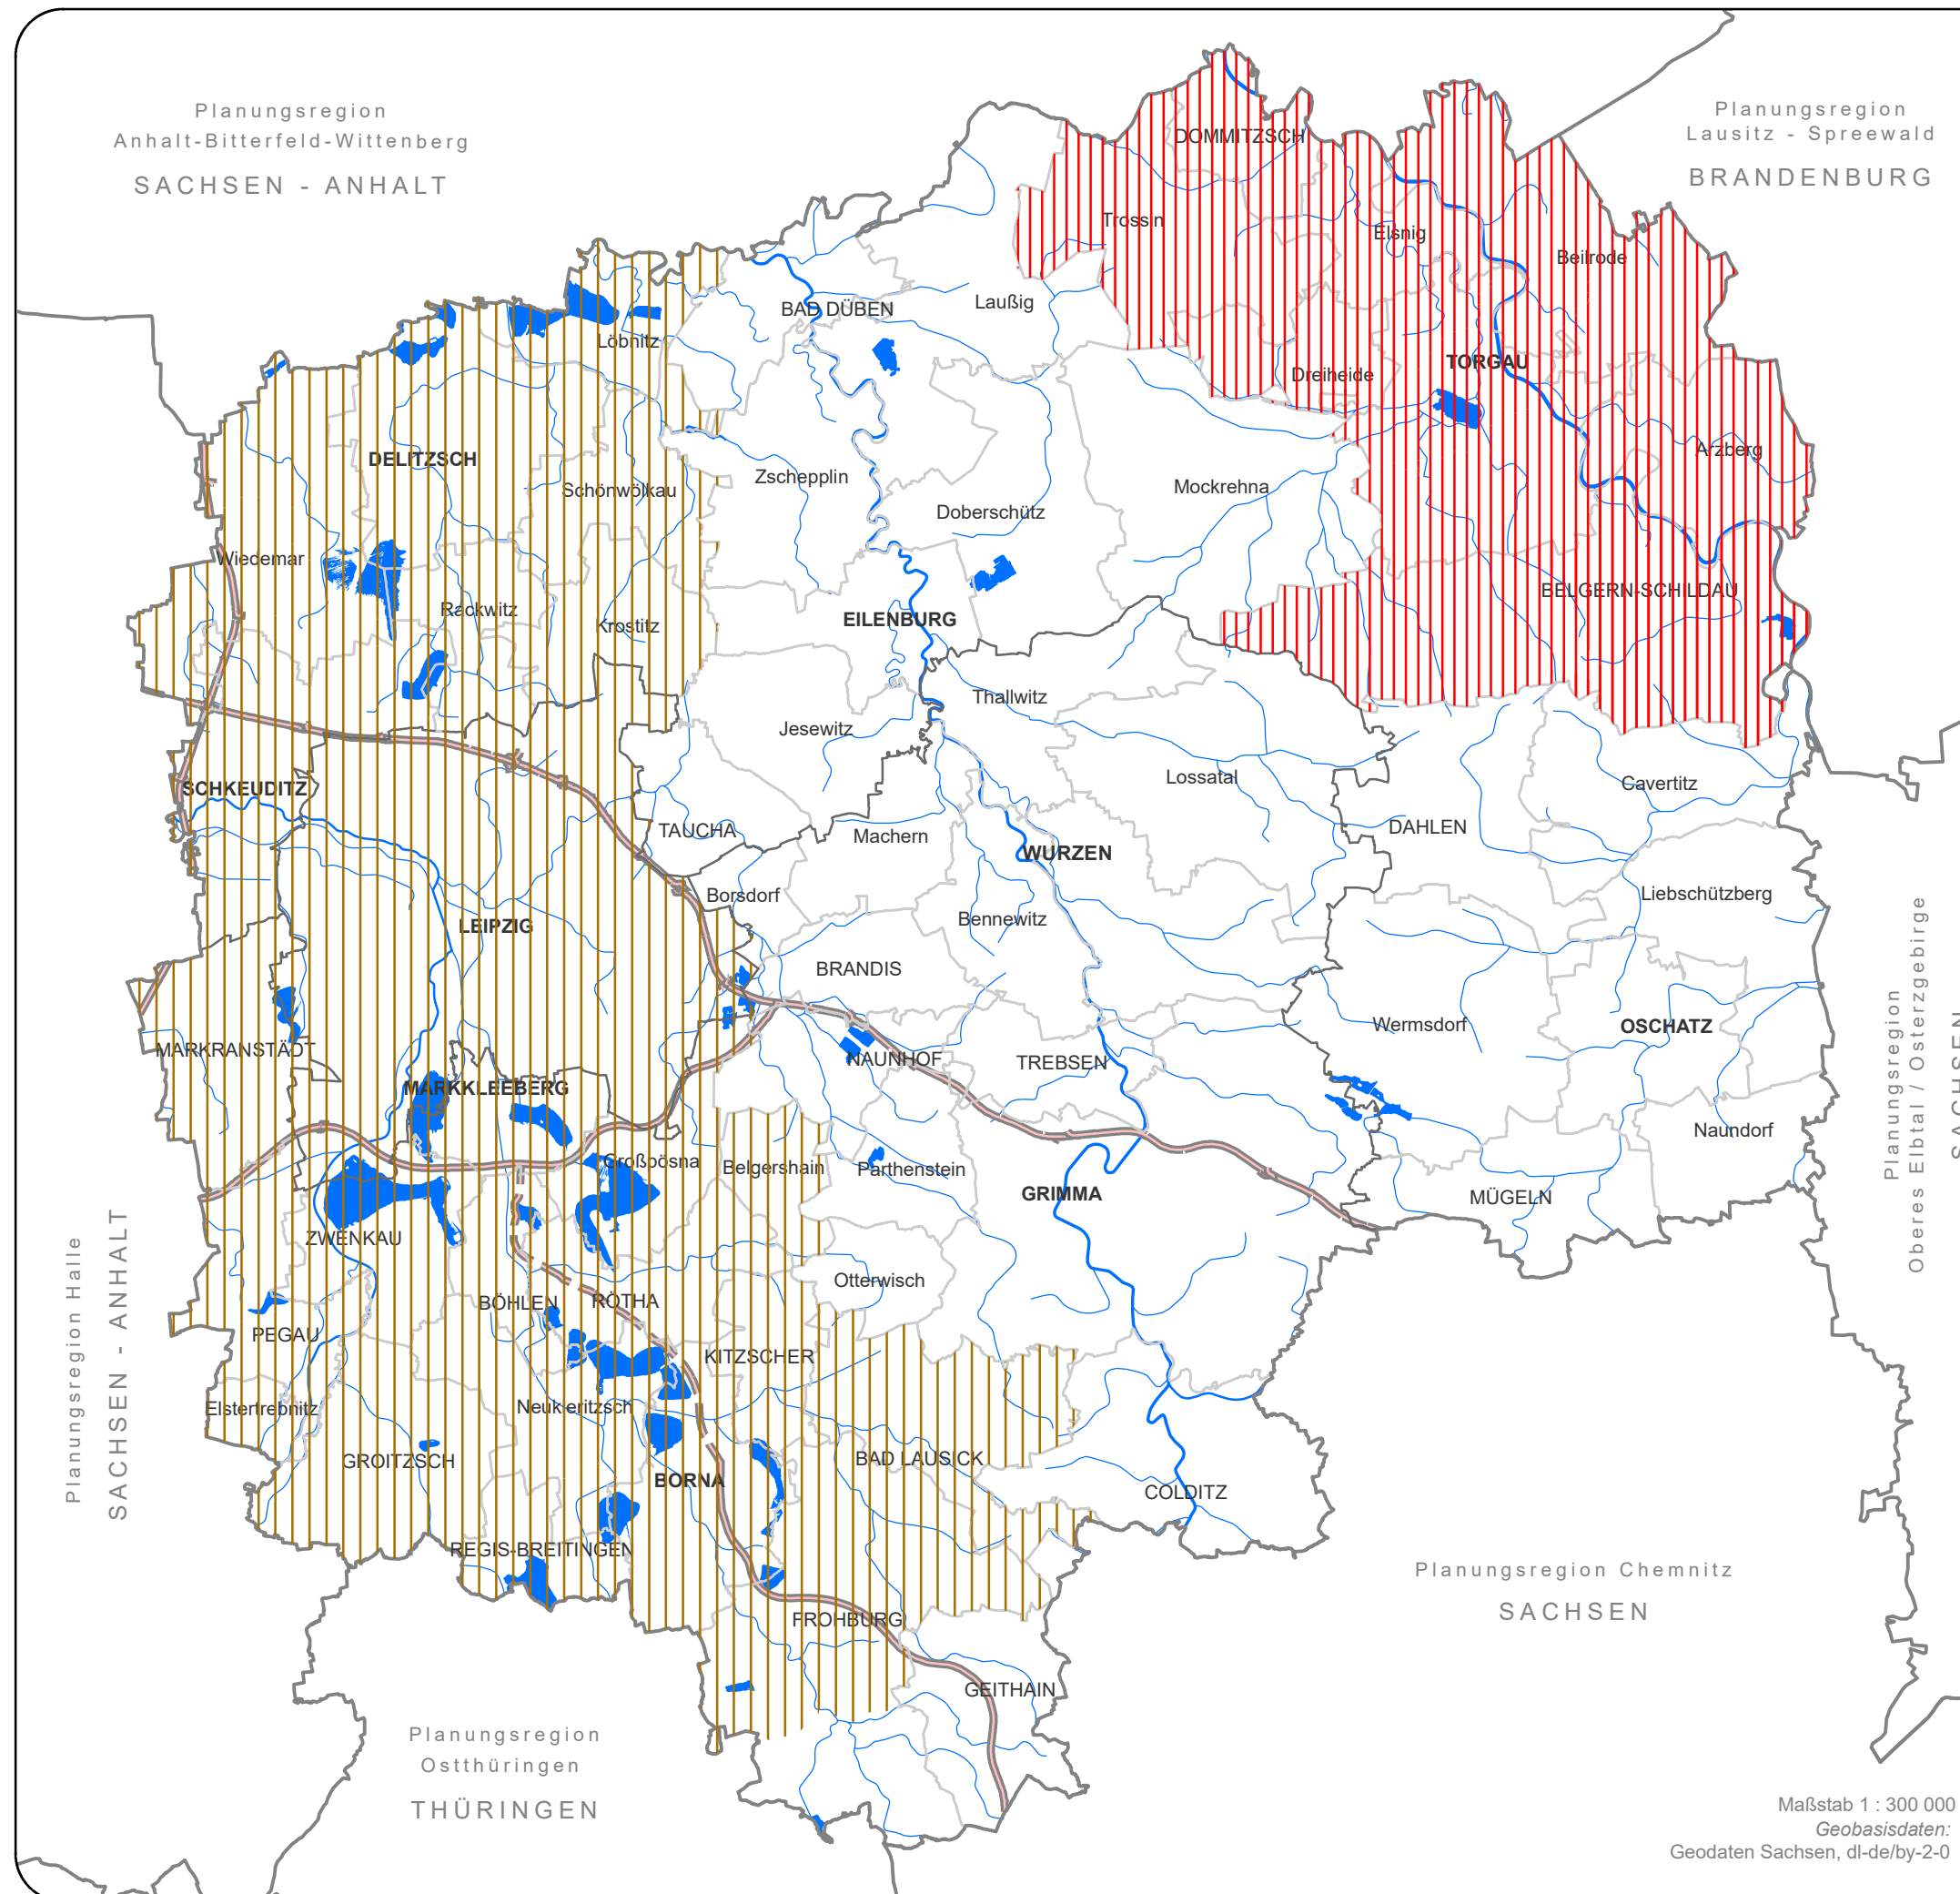 Planungsregion
Anhalt-Bitterfeld-Wittenberg
SACHSEN - ANHALT
Planungsregion
Lausitz - Spreewald
BRANDENBURG
DOMMITZSCH
Trossin
Elsnig
Beilrode
Laußig
BAD DÜBEN
Löbnitz
TORGAU
Dreiheide
Arzberg
DELITZSCH
Zschepplin
Schönwölkau
Mockrehna
Doberschütz
Wiedemar
BELGERN-SCHILDAU
Rackwitz
EILENBURG
Krostitz
Thallwitz
Jesewitz
Lossatal
Cavertitz
SCHKEUDITZ
TAUCHA
Machern
DAHLEN
WURZEN
Borsdorf
Liebschützberg
LEIPZIG
Bennewitz
BRANDIS
Wermsdorf
OSCHATZ
MARKRANSTÄDT
NAUNHOF
TREBSEN
MARKKLEEBERG
Naundorf
Großpösna
Belgershain
Parthenstein
GRIMMA
MÜGELN
ZWENKAU
Otterwisch
BÖHLEN
RÖTHA
PEGAU
KITZSCHER
Elstertrebnitz
Neukieritzsch
GROITZSCH
BAD LAUSICK
BORNA
COLDITZ
REGIS-BREITINGEN
FROHBURG
GEITHAIN
Planungsregion Halle
SACHSEN - ANHALT
Planungsregion
Oberes Elbtal / Osterzgebirge
SACHSEN
Planungsregion Chemnitz
SACHSEN
Planungsregion
Ostthüringen
THÜRINGEN
Maßstab 1 : 300 000
Geobasisdaten:
Geodaten Sachsen, dl-de/by-2-0